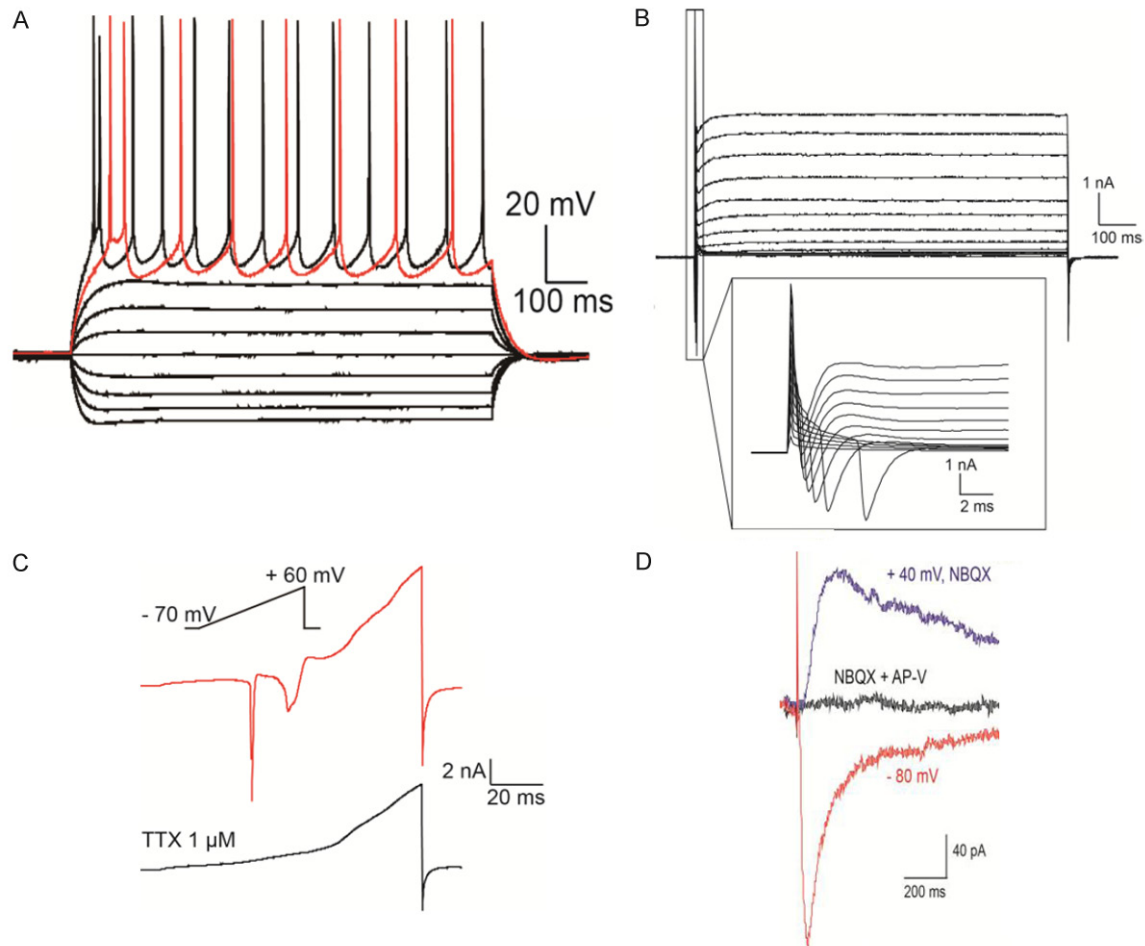 A
20 mV
100 ms
B
1 nA
100 ms
1 nA
2 ms
C
+ 60 mV
- 70 mV
2 nA
20 ms
TTX 1 µM
D
+ 40 mV, NBQX
NBQX + AP-V
- 80 mV
40 pA
200 ms